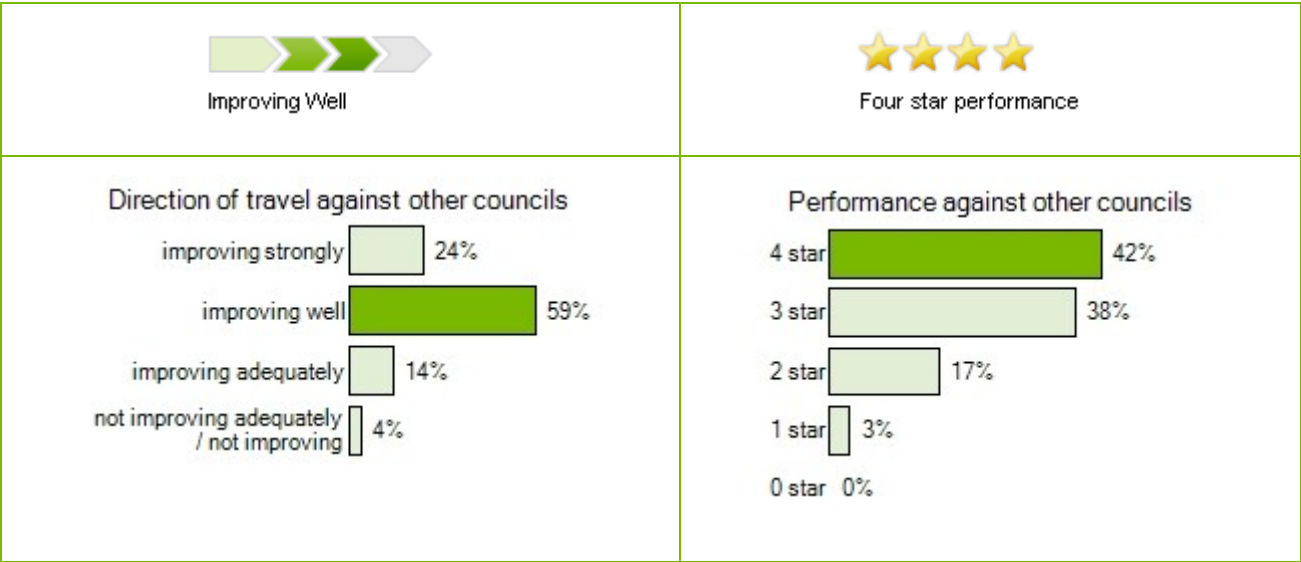 Improving Well
Four star performance
Direction of travel against other councils
improving strongly 24%
improving well 59%
improving adequately 14%
not improving adequately
/ not improving 4%
Performance against other councils
4 star 42%
3 star 38%
2 star 17%
1 star 3%
0 star 0%